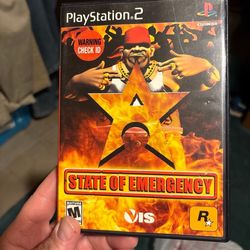 PlayStation.2
WARNING
CHECK ID
STATE OF EMERGENCY
M
VIS
R